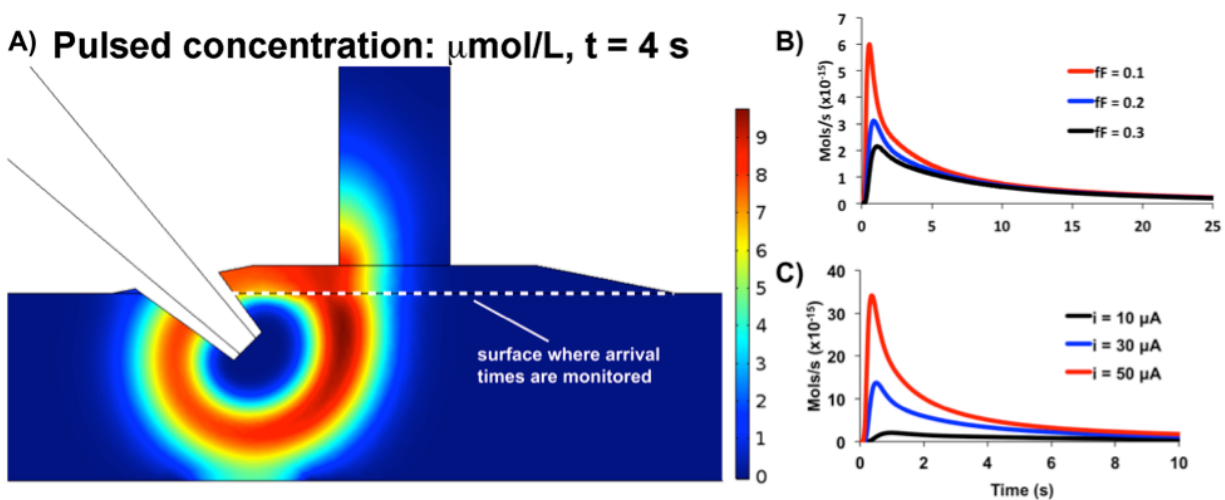 A) Pulsed concentration: μmol/L, t = 4 s
9
8
7
6
5
4
3
2
1
0
surface where arrival
times are monitored
B)
Mols/s (x10-15)
7
6
5
4
3
2
1
0
fF = 0.1
fF = 0.2
fF = 0.3
0 5 10 15 20 25
C)
Mols/s (x10-15)
40
30
20
10
0
i = 10 μA
i = 30 μA
i = 50 μA
0 2 4 6 8 10
Time (s)